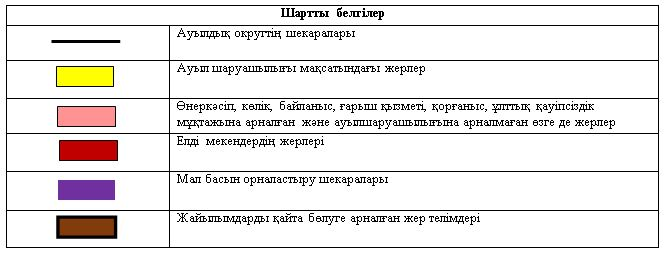 Шартты белгілер
Ауылдық округтің шекаралары
Ауыл шаруашылығы мақсатындағы жерлер
Өнеркәсіп, көлік, байланыс, ғарыш қызметі, қорғаныс, ұлттық қауіпсіздік
мұқтажына арналған және ауылшаруашылығына арналмаған өзге де жерлер
Елді мекендердің жерлері
Мал басын орналастыру шекаралары
Жайылымдарды қайта бөлуге арналған жер телімдері